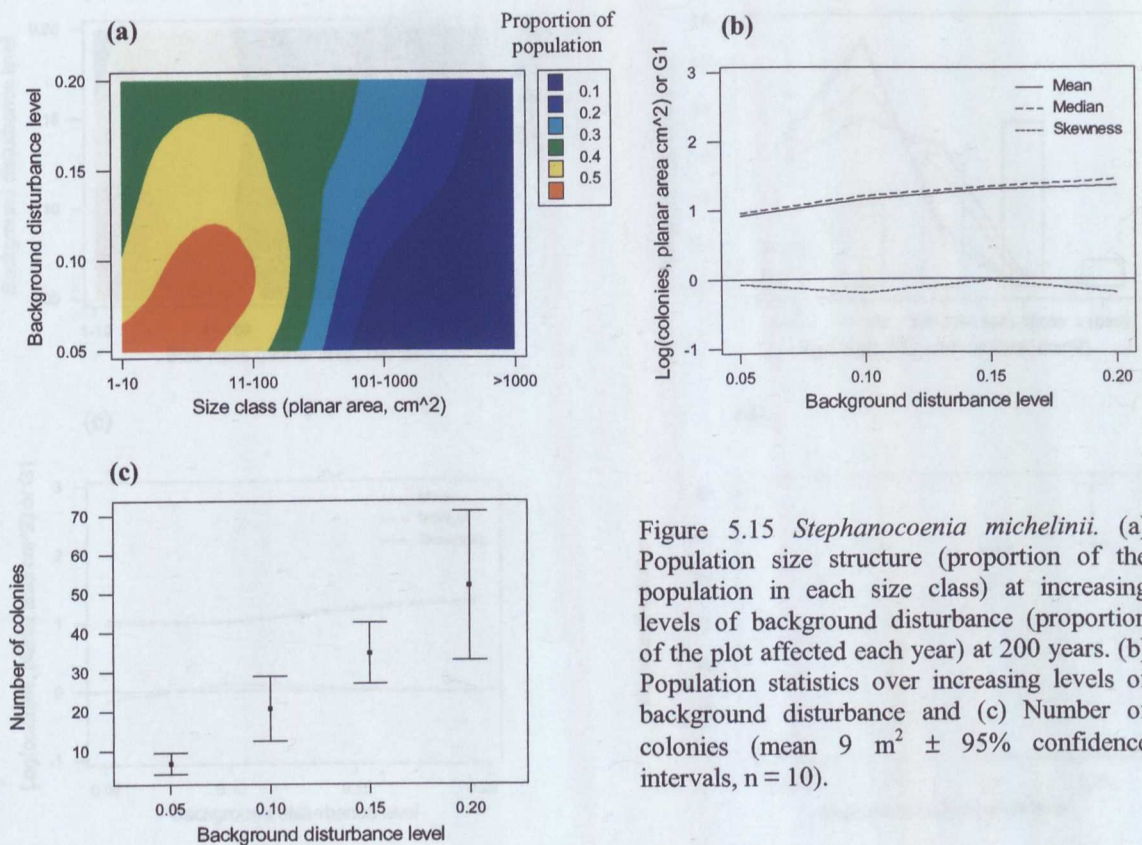 (a)
Proportion of
population
0.1
0.2
0.3
0.4
0.5
Background disturbance level
0.20
0.15
0.10
0.05
1-10
11-100
101-1000
>1000
Size class (planar area, cm^2)
(b)
Log(colonies, planar area cm^2) or G1
3
2
1
0
-1
Mean
Median
Skewness
0.05
0.10
0.15
0.20
Background disturbance level
(c)
Number of colonies
70
60
50
40
30
20
10
0.05
0.10
0.15
0.20
Background disturbance level
Figure 5.15 Stephanocoenia michelinii. (a)
Population size structure (proportion of the
population in each size class) at increasing
levels of background disturbance (proportion
of the plot affected each year) at 200 years. (b)
Population statistics over increasing levels of
background disturbance and (c) Number of
colonies (mean 9 m² ± 95% confidence
intervals, n = 10).